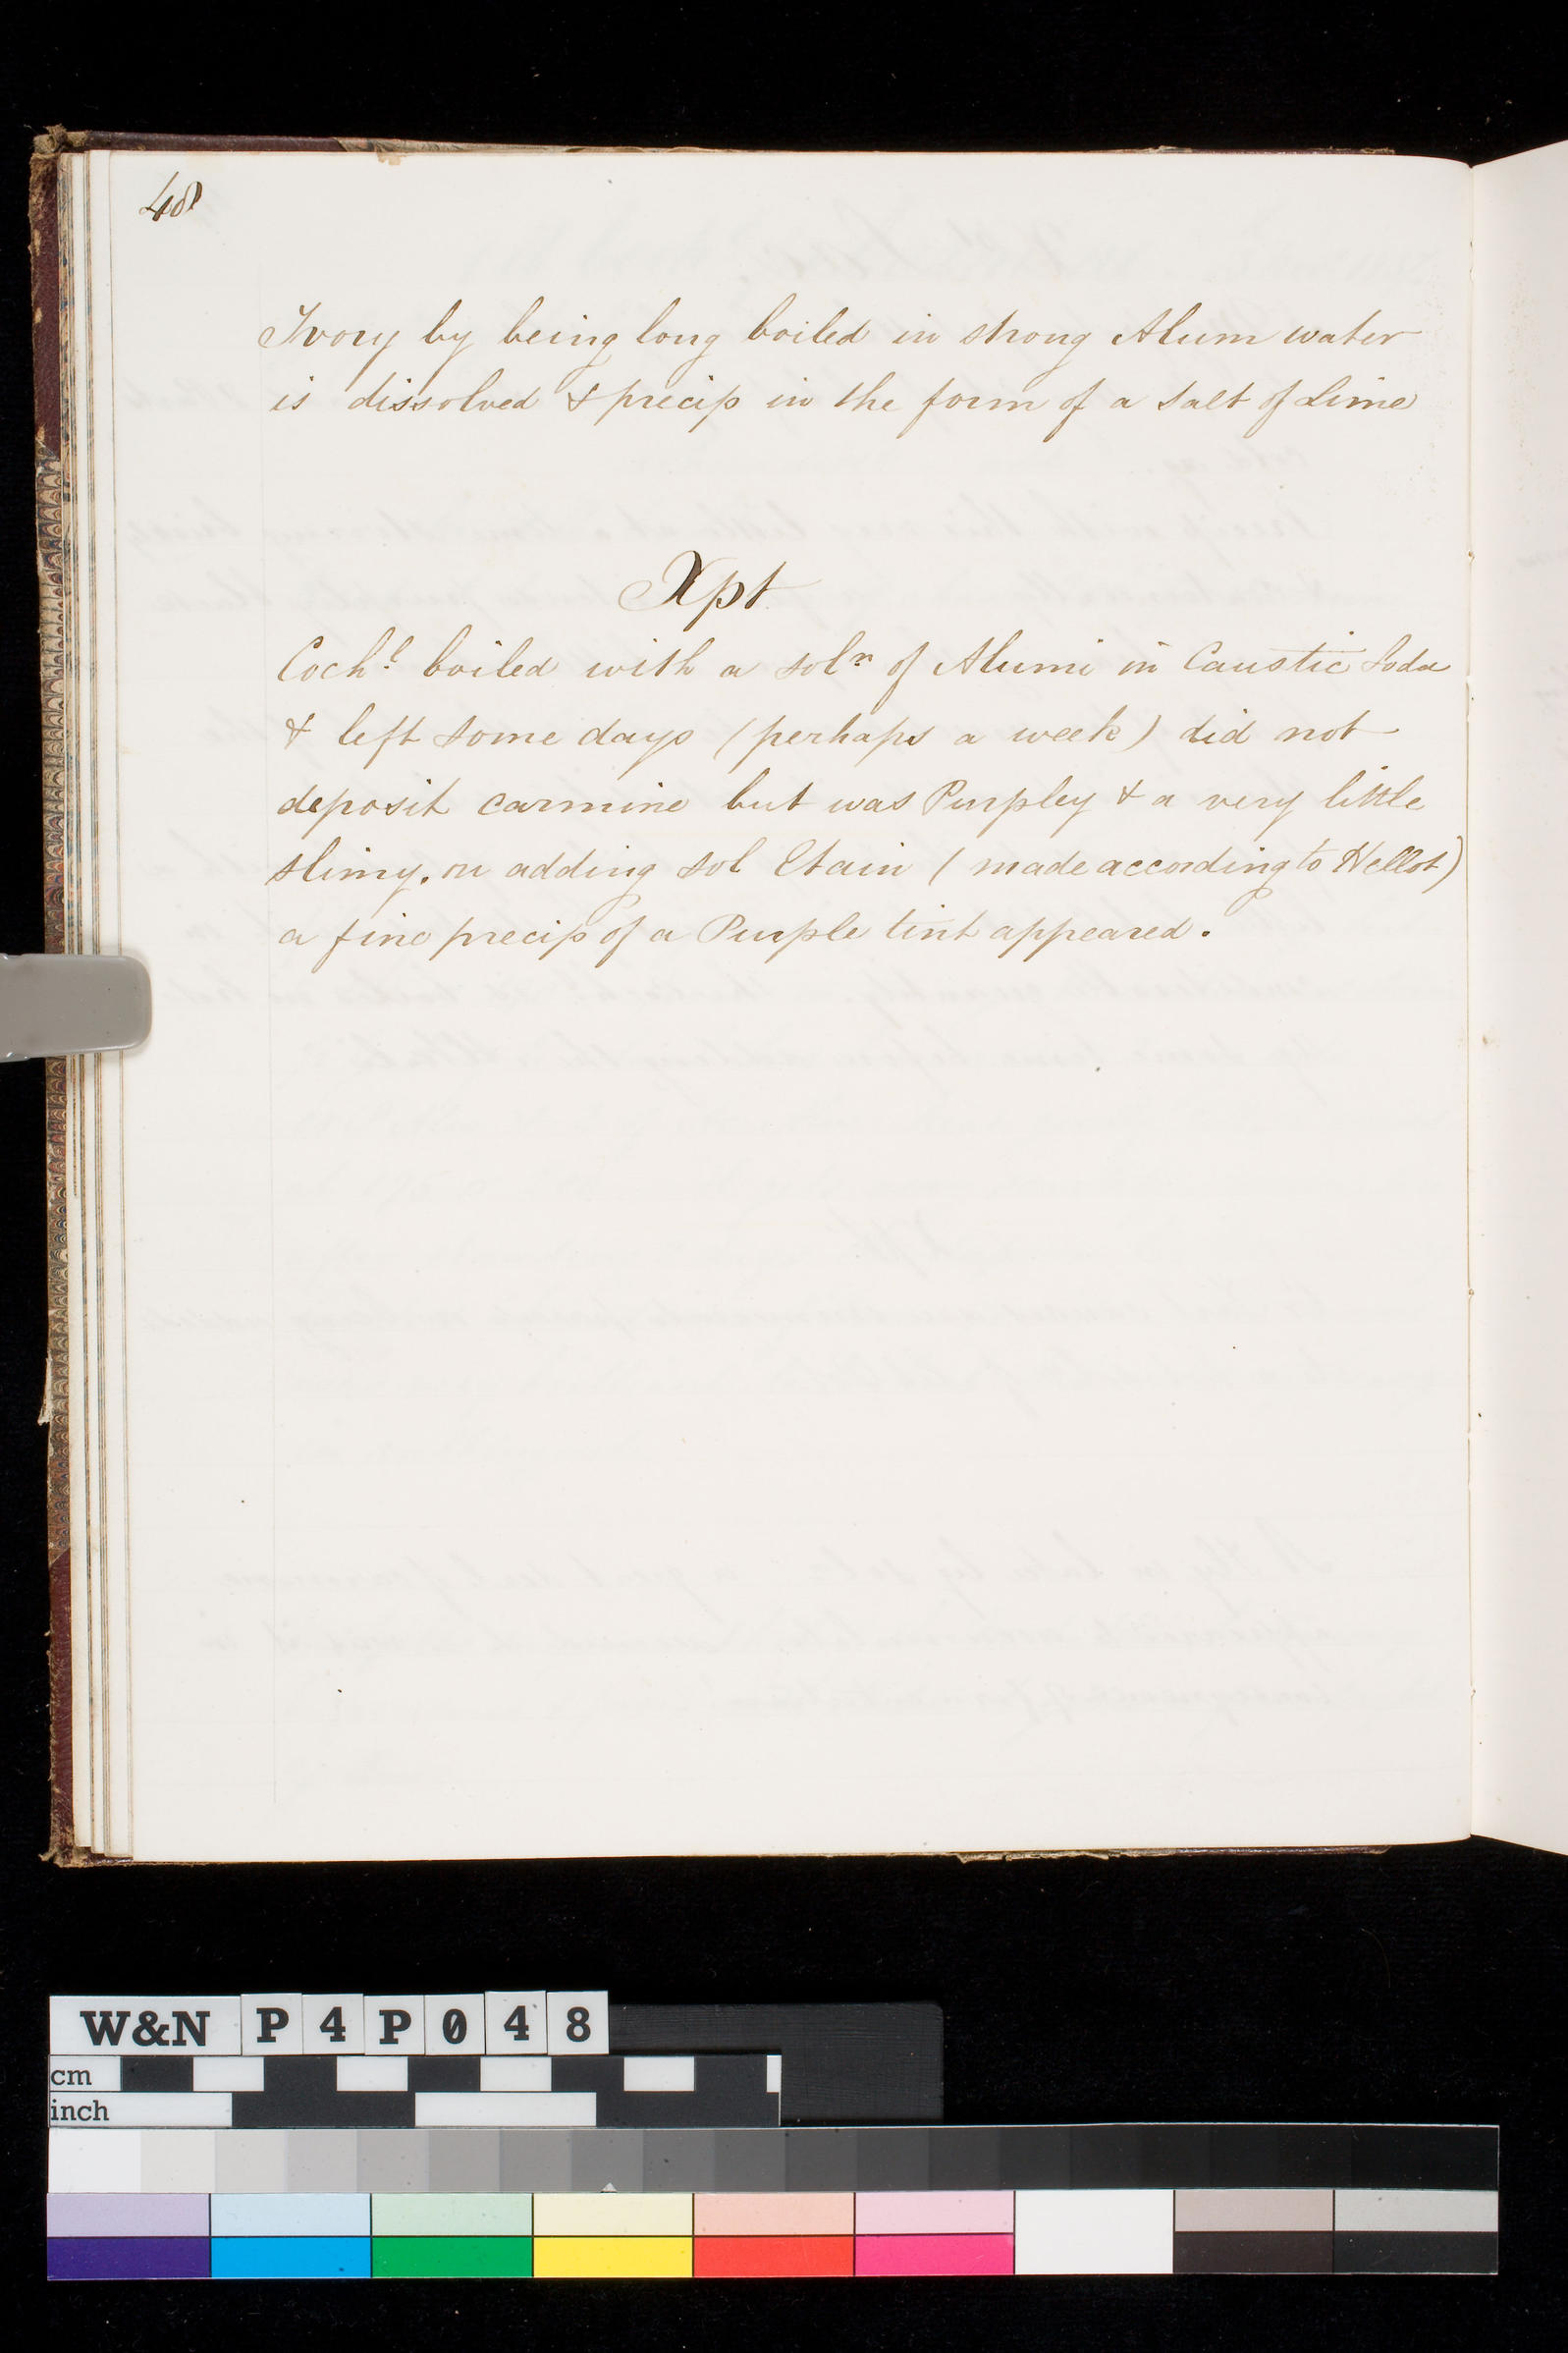 48
Ivory by being long boiled in strong Alum water
is dissolved & precip in the form of a Salt of Lime
Xpt
Cochl boiled with a soln of Alumi in Caustic Soda
& left some days (perhaps a week) did not
deposit carmine but was Purpley & a very little
slimy. on adding sol Etain (made according to Hellot)
a fine precip of a Purple tint appeared.
W&N P4P048
cm
inch